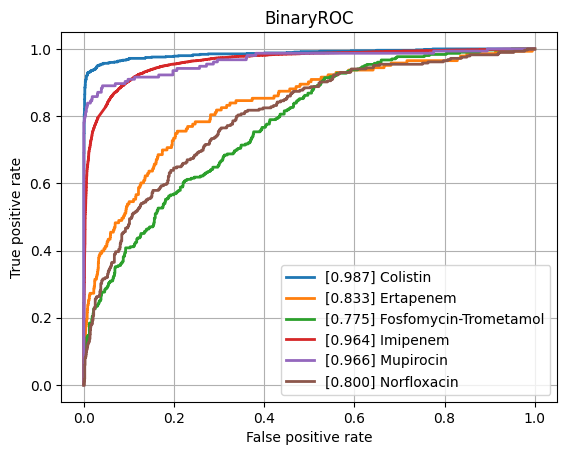 BinaryROC
True positive rate
1.0
0.8
0.6
0.4
0.2
0.0
[0.987] Colistin
[0.833] Ertapenem
[0.775] Fosfomycin-Trometamol
[0.964] Imipenem
[0.966] Mupirocin
[0.800] Norfloxacin
0.0 0.2 0.4 0.6 0.8 1.0
False positive rate